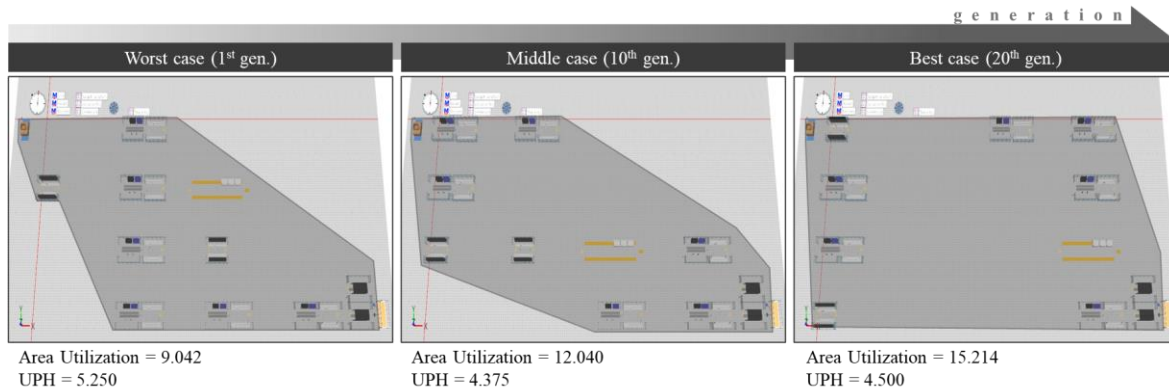 generation
Worst case (1st gen.)
Middle case (10th gen.)
Best case (20th gen.)
Area Utilization = 9.042
UPH = 5.250
Area Utilization = 12.040
UPH = 4.375
Area Utilization = 15.214
UPH = 4.500